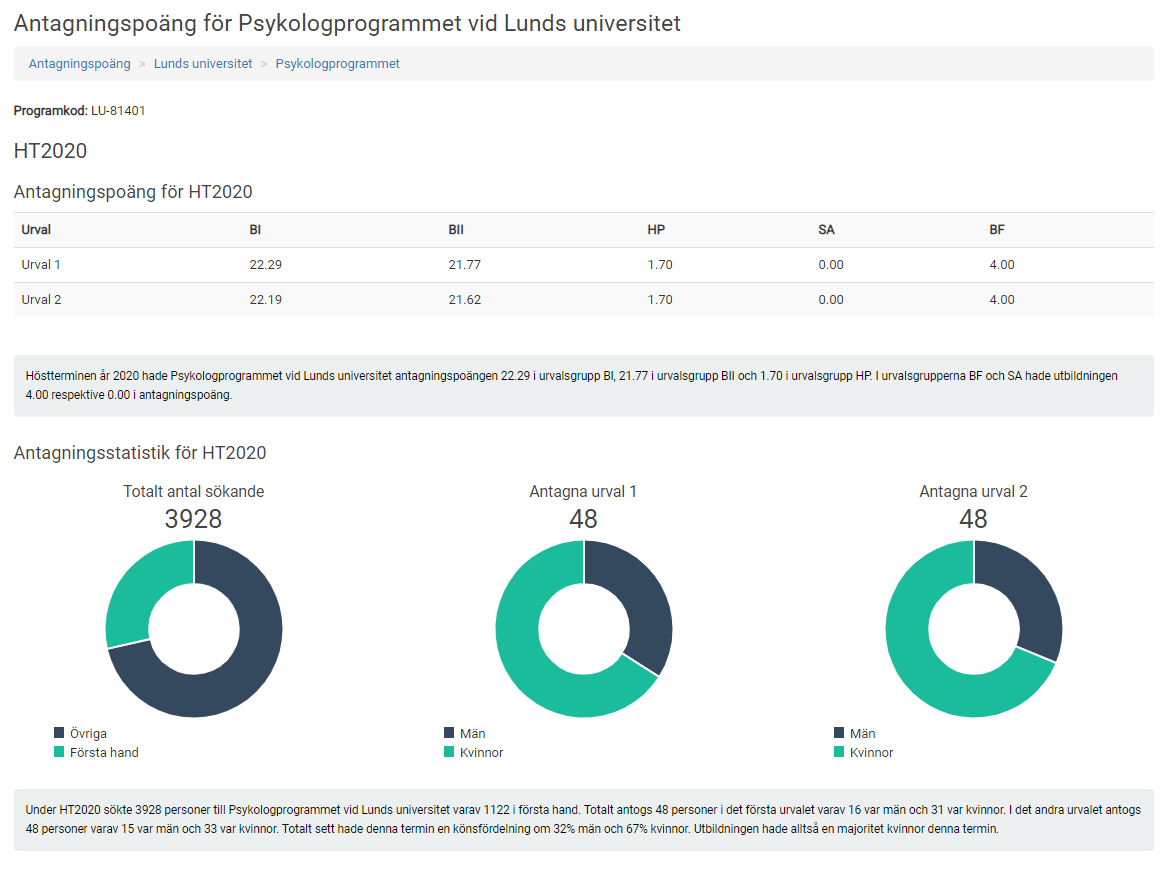 Antagningspoäng för Psykologprogrammet vid Lunds universitet
Antagningspoäng > Lunds universitet > Psykologprogrammet
Programkod: LU-81401
HT2020
Antagningspoäng för HT2020
Urval BI BII HP SA BF
Urval 1 22.29 21.77 1.70 0.00 4.00
Urval 2 22.19 21.62 1.70 0.00 4.00
Höstterminen år 2020 hade Psykologprogrammet vid Lunds universitet antagningspoängen 22.29 i urvalsgrupp BI, 21.77 i urvalsgrupp BII och 1.70 i urvalsgrupp HP. I urvalsgrupperna BF och SA hade utbildningen
4.00 respektive 0.00 i antagningspoäng.
Antagningsstatistik för HT2020
Totalt antal sökande
3928
Övriga
Första hand
Antagna urval 1
48
Män
Kvinnor
Antagna urval 2
48
Män
Kvinnor
Under HT2020 sökte 3928 personer till Psykologprogrammet vid Lunds universitet varav 1122 i första hand. Totalt antogs 48 personer i det första urvalet varav 16 var män och 31 var kvinnor. I det andra urvalet antogs
48 personer varav 15 var män och 33 var kvinnor. Totalt sett hade denna termin en könsfördelning om 32% män och 67% kvinnor. Utbildningen hade alltså en majoritet kvinnor denna termin.